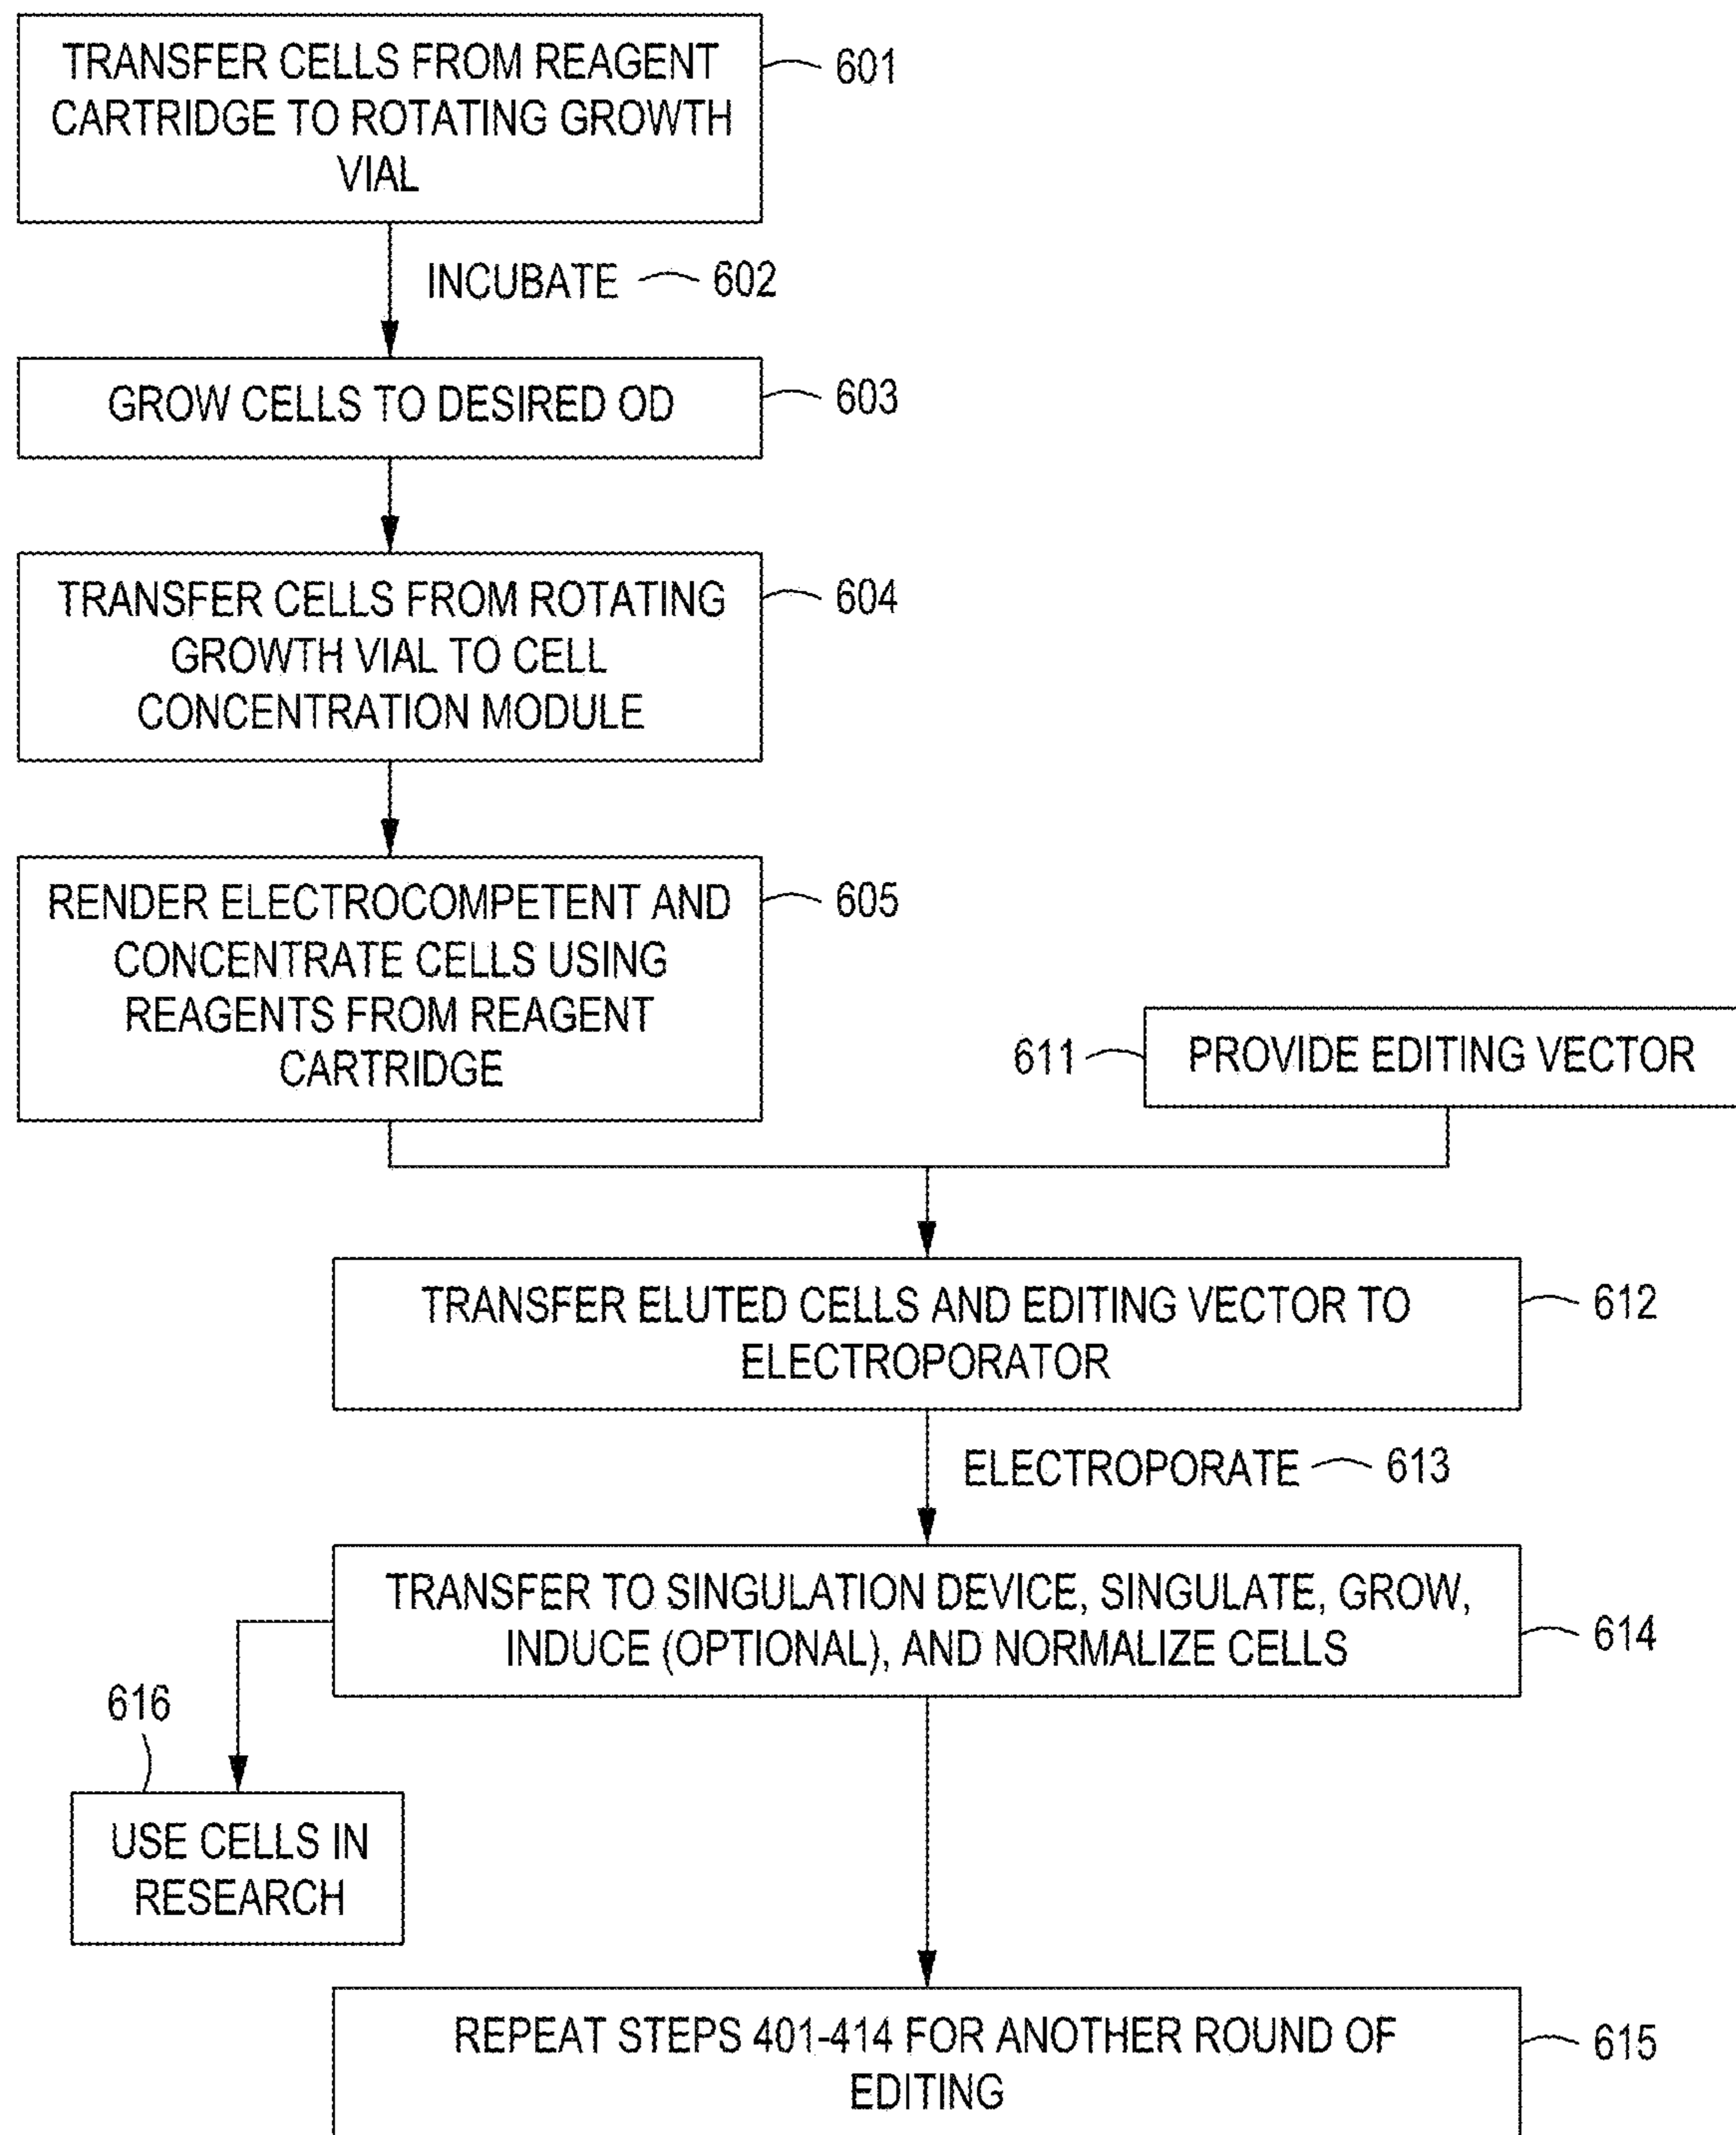 TRANSFER CELLS FROM REAGENT
CARTRIDGE TO ROTATING GROWTH
VIAL
601
INCUBATE
602
GROW CELLS TO DESIRED OD
603
TRANSFER CELLS FROM ROTATING
GROWTH VIAL TO CELL
CONCENTRATION MODULE
604
RENDER ELECTROCOMPETENT AND
CONCENTRATE CELLS USING
REAGENTS FROM REAGENT
CARTRIDGE
605
611
PROVIDE EDITING VECTOR
TRANSFER ELUTED CELLS AND EDITING VECTOR TO
ELECTROPORATOR
612
ELECTROPORATE
613
TRANSFER TO SINGULATION DEVICE, SINGULATE, GROW,
INDUCE (OPTIONAL), AND NORMALIZE CELLS
614
616
USE CELLS IN
RESEARCH
REPEAT STEPS 401-414 FOR ANOTHER ROUND OF
EDITING
615